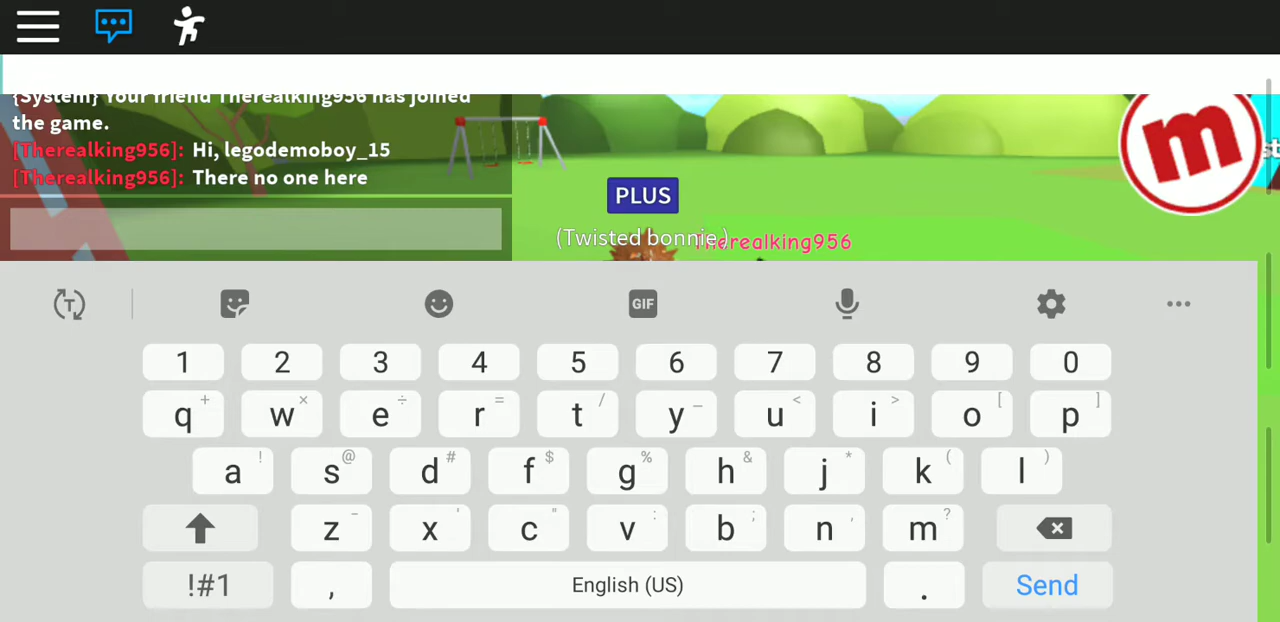 {System} Your friend Therealking956 has joined
the game.
[Therealking956]: Hi, legodemoboy_15
[Therealking956]: There no one here
m
st
PLUS
(Twisted bonnie )
Therealking956
T
GIF
1 2 3 4 5 6 7 8 9 0
q + w × e ÷ r = t / y _ u < i > o [ p ]
a ! s @ d # f $ g % h & j * k ( l )
z - x ' c " v : b ; n , m ?
!#1 , English (US) . Send